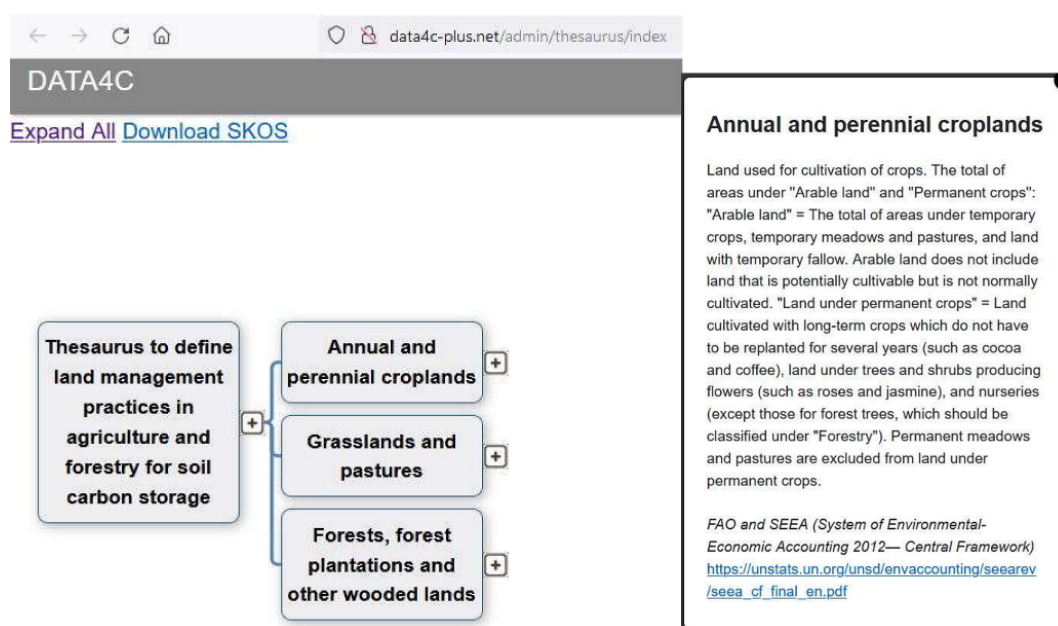 data4c-plus.net/admin/thesaurus/index
DATA4C
Expand All Download SKOS
Thesaurus to define
land management
practices in
agriculture and
forestry for soil
carbon storage
Annual and
perennial croplands
Grasslands and
pastures
Forests, forest
plantations and
other wooded lands
Annual and perennial croplands
Land used for cultivation of crops. The total of
areas under "Arable land" and "Permanent crops":
"Arable land" = The total of areas under temporary
crops, temporary meadows and pastures, and land
with temporary fallow. Arable land does not include
land that is potentially cultivable but is not normally
cultivated. "Land under permanent crops" = Land
cultivated with long-term crops which do not have
to be replanted for several years (such as cocoa
and coffee), land under trees and shrubs producing
flowers (such as roses and jasmine), and nurseries
(except those for forest trees, which should be
classified under "Forestry"). Permanent meadows
and pastures are excluded from land under
permanent crops.
FAO and SEEA (System of Environmental-
Economic Accounting 2012— Central Framework)
https://unstats.un.org/unsd/envaccounting/seearev
/seea_cf_final_en.pdf